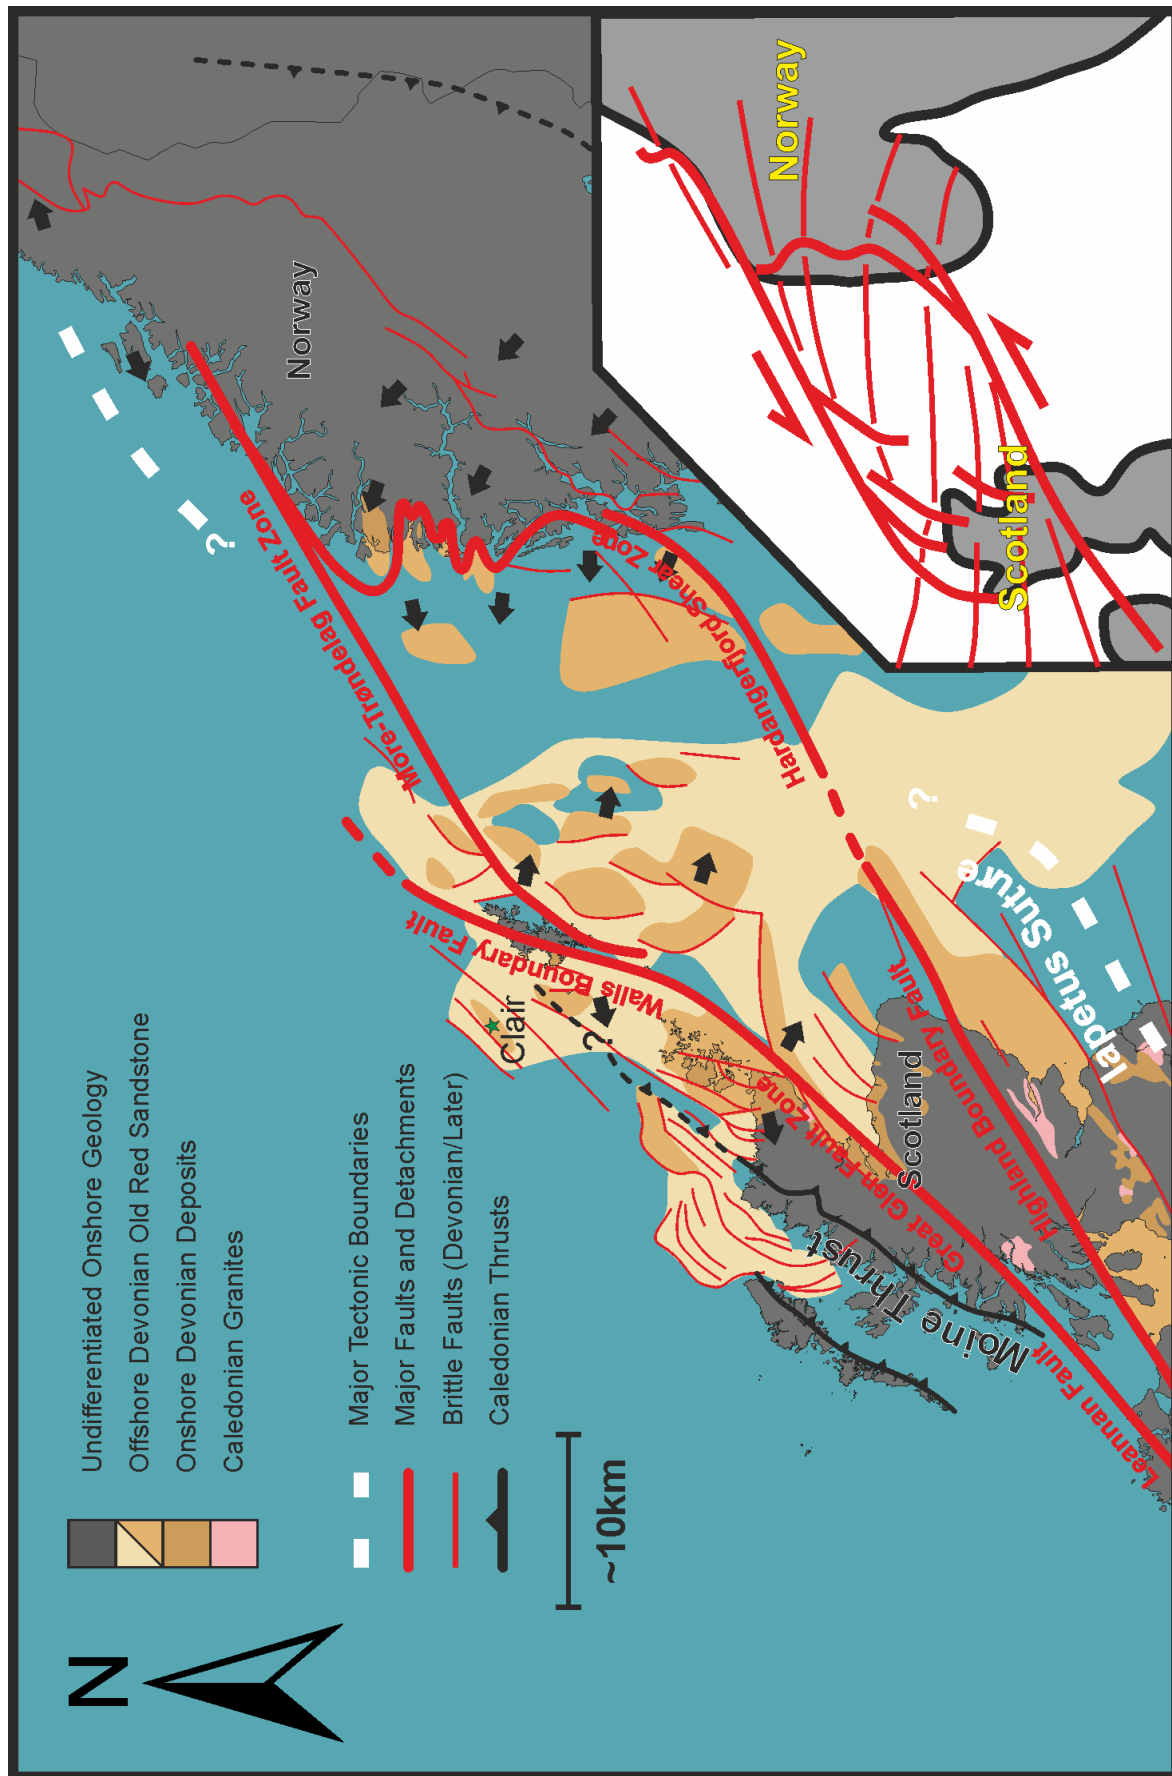 N
Undifferentiated Onshore Geology
Offshore Devonian Old Red Sandstone
Onshore Devonian Deposits
Caledonian Granites
Major Tectonic Boundaries
Major Faults and Detachments
Brittle Faults (Devonian/Later)
Caledonian Thrusts
~10km
Norway
?
More-Trøndelag Fault Zone
Hardangerfjord Shear Zone
Walls Boundary Fault
Clair
?
Great Glen Fault Zone
Scotland
Highland Boundary Fault
Moine Thrust
Leannan Fault
Iapetus Suture
?
Norway
Scotland